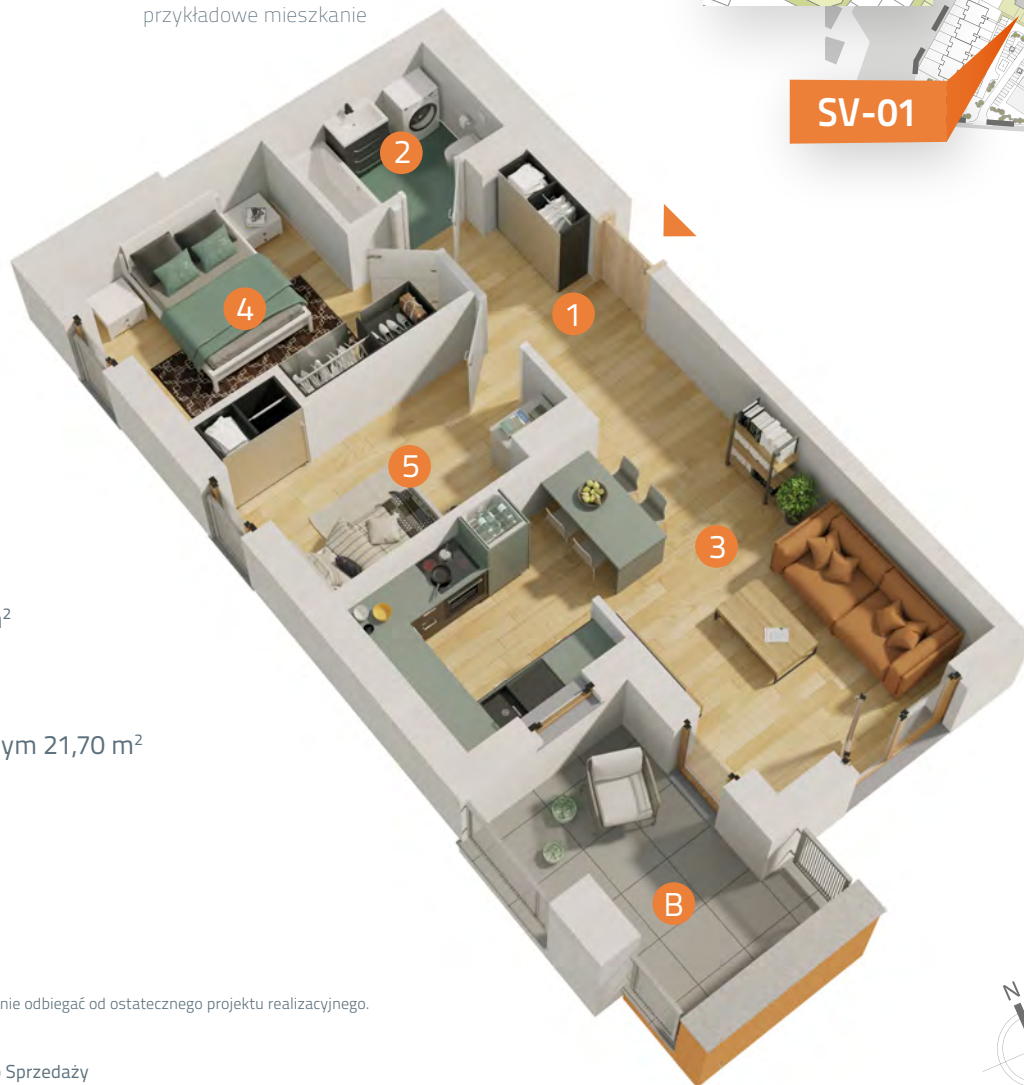 przykładowe mieszkanie
SV-01
2
4
1
5
3
m²
ym 21,70 m²
B
nie odbiegać od ostatecznego projektu realizacyjnego.
N
Sprzedaży